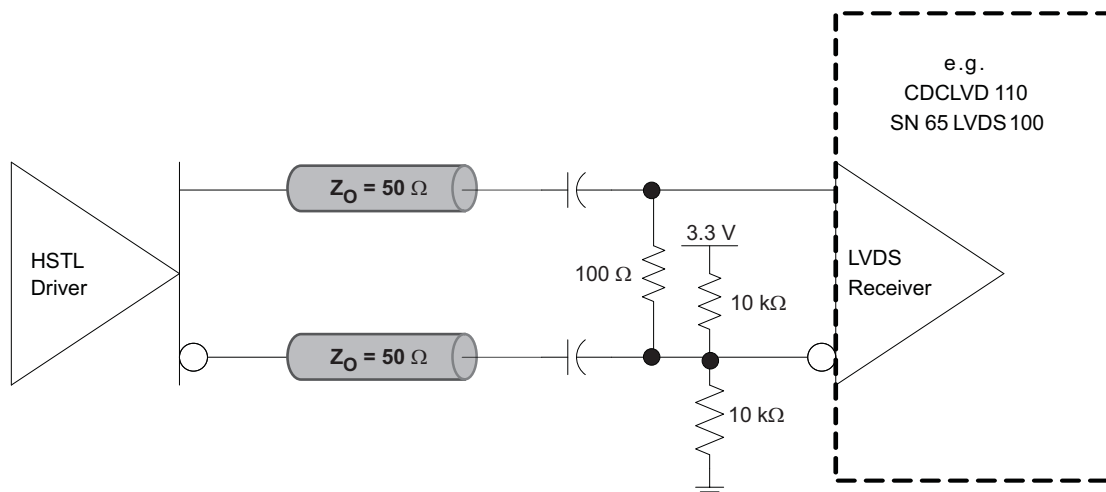 e.g.
CDCLVD 110
SN 65 LVDS 100
Z_O = 50 Ω
HSTL
Driver
3.3 V
100 Ω
10 kΩ
LVDS
Receiver
Z_O = 50 Ω
10 kΩ